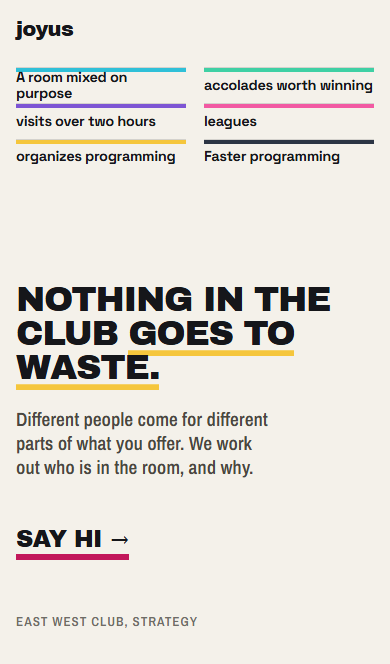 joyus
A room mixed on
purpose
accolades worth winning
visits over two hours
leagues
organizes programming
Faster programming
NOTHING IN THE
CLUB GOES TO
WASTE.
Different people come for different
parts of what you offer. We work
out who is in the room, and why.
SAY HI →
EAST WEST CLUB, STRATEGY